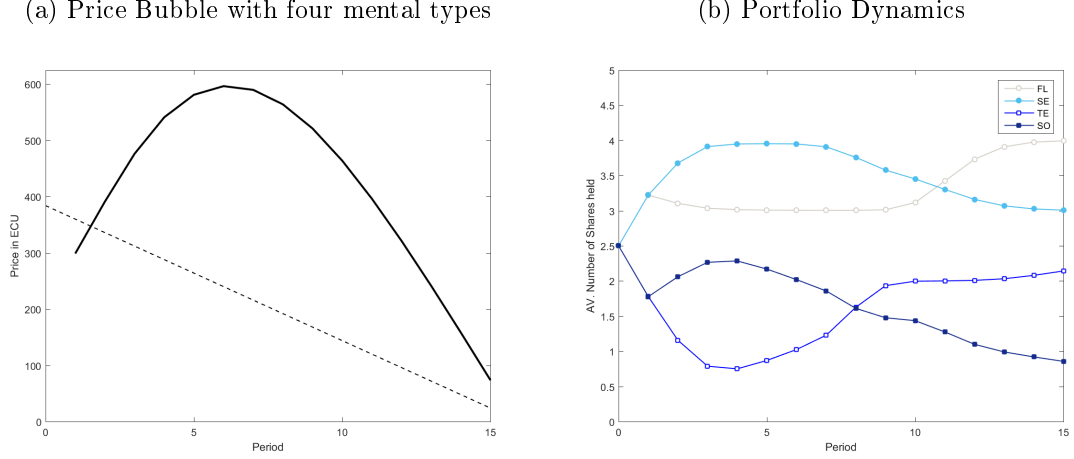 (a) Price Bubble with four mental types
(b) Portfolio Dynamics
600
500
400
300
200
100
0
Price in ECU
0
5
10
15
Period
5
4.5
4
3.5
3
2.5
2
1.5
1
0.5
0
AV. Number of Shares held
0
5
10
15
Period
FL
SE
TE
SO